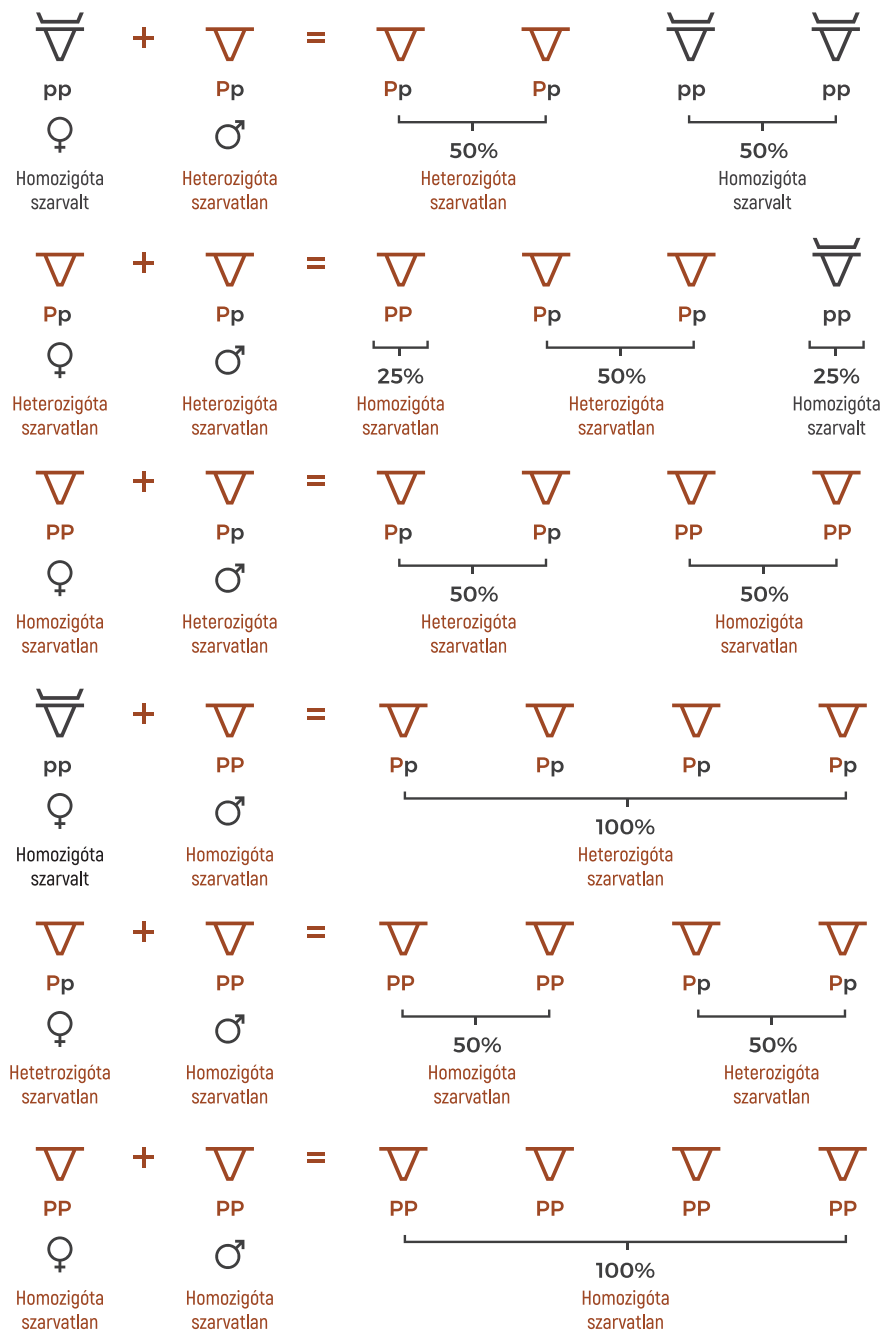 + =
pp Pp Pp Pp pp pp
♀ ♂ 50% 50%
Homozigóta Heterozigóta Heterozigóta Homozigóta
szarvalt szarvatlan szarvatlan szarvalt
+ =
Pp Pp PP Pp Pp pp
♀ ♂ 25% 50% 25%
Heterozigóta Heterozigóta Homozigóta Heterozigóta Homozigóta
szarvatlan szarvatlan szarvatlan szarvatlan szarvalt
+ =
PP Pp Pp Pp PP PP
♀ ♂ 50% 50%
Homozigóta Heterozigóta Heterozigóta Homozigóta
szarvatlan szarvatlan szarvatlan szarvatlan
+ =
pp PP Pp Pp Pp Pp
♀ ♂ 100%
Homozigóta Homozigóta Heterozigóta
szarvalt szarvatlan szarvatlan
+ =
Pp PP PP PP Pp Pp
♀ ♂ 50% 50%
Hetetrozigóta Homozigóta Homozigóta Heterozigóta
szarvatlan szarvatlan szarvatlan szarvatlan
+ =
PP PP PP PP PP PP
♀ ♂ 100%
Homozigóta Homozigóta Homozigóta
szarvatlan szarvatlan szarvatlan